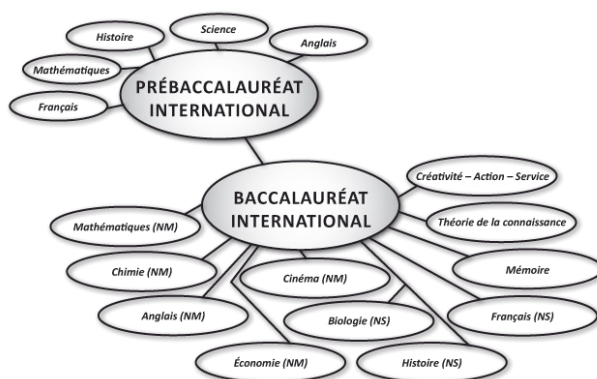 Science
Histoire
Anglais
Mathématiques
Français
PRÉBACCALAURÉAT
INTERNATIONAL
BACCALAURÉAT
INTERNATIONAL
Créativité – Action – Service
Théorie de la connaissance
Mémoire
Français (NS)
Histoire (NS)
Biologie (NS)
Cinéma (NM)
Économie (NM)
Anglais (NM)
Chimie (NM)
Mathématiques (NM)